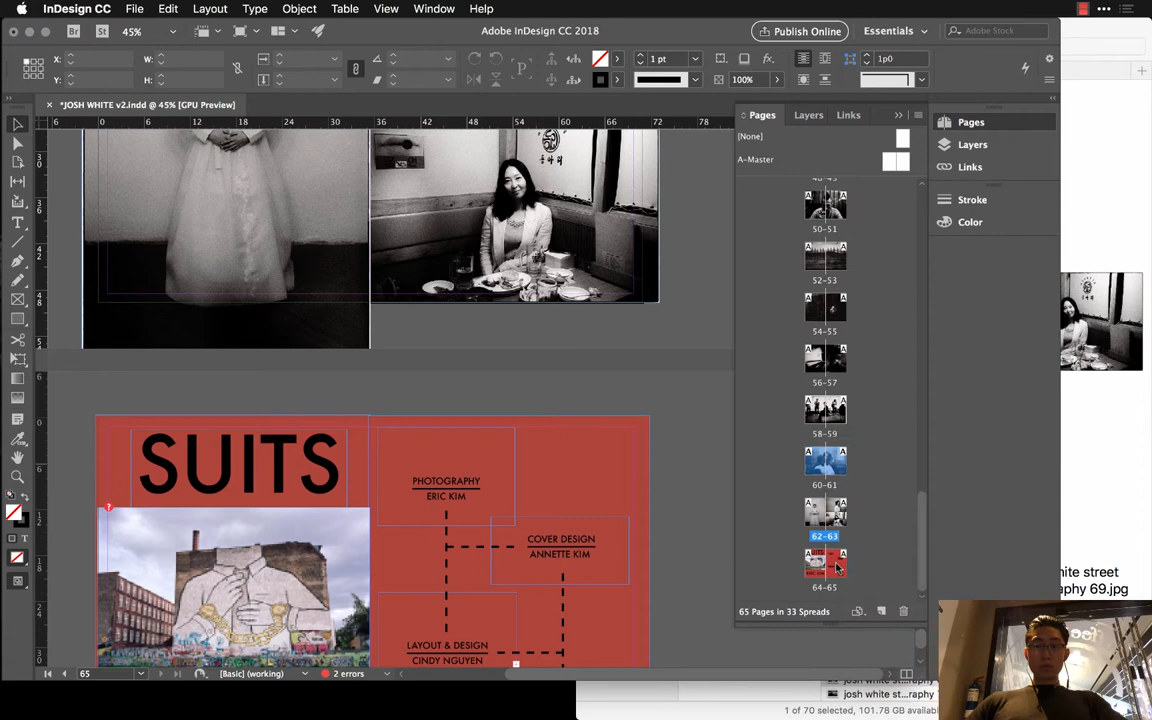 InDesign CC File Edit Layout Type Object Table View Window Help
Br St 45% Adobe InDesign CC 2018 Publish Online Essentials Adobe Stock
X: W: 1 pt fx. 1p0
Y: H: P 100%
× *JOSH WHITE v2.indd @ 45% [GPU Preview]
6 0 6 12 18 24 30 36 42 48 54 60 66 72 78
Pages Layers Links
[None]
A-Master
Pages
Layers
Links
Stroke
Color
50-51
52-53
54-55
56-57
58-59
60-61
62-63
64-65
65 Pages in 33 Spreads
SUITS
PHOTOGRAPHY
ERIC KIM
COVER DESIGN
ANNETTE KIM
LAYOUT & DESIGN
CINDY NGUYEN
65 [Basic] (working) 2 errors
hite street
aphy 69.jpg
josh white st...raphy
josh white st...raphy 7
1 of 70 selected, 101.78 GB available